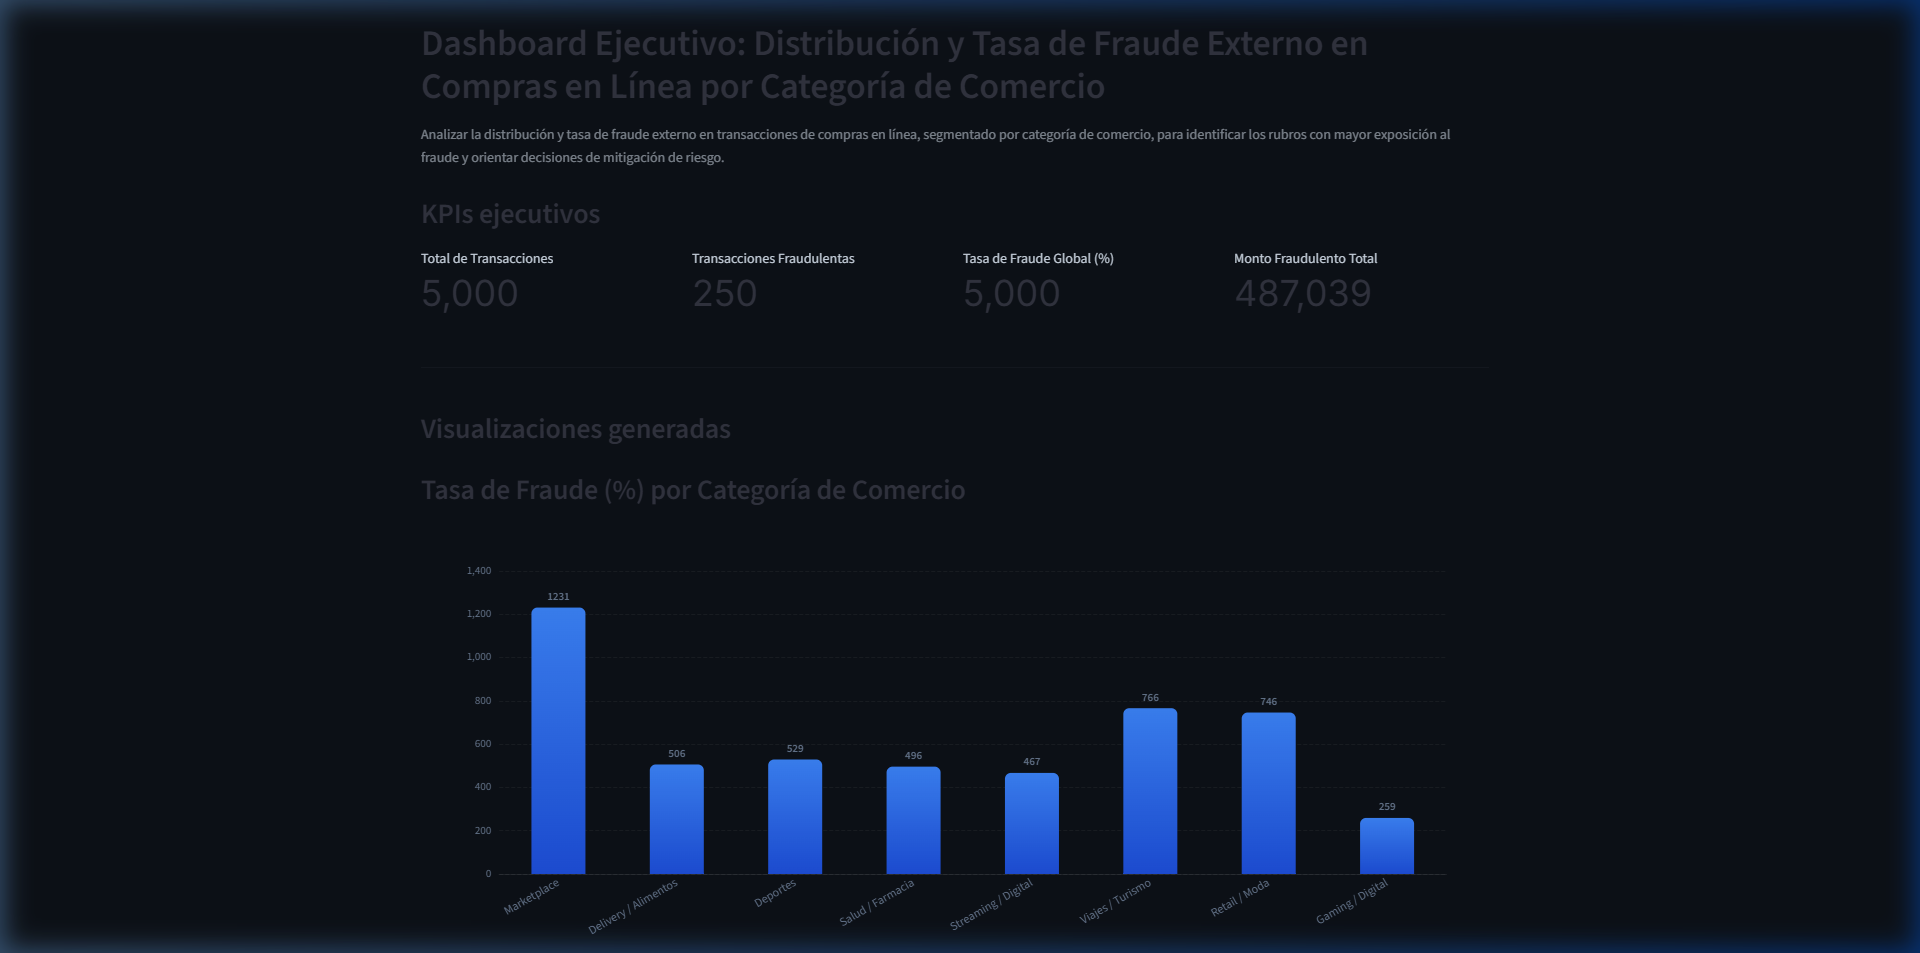 Dashboard Ejecutivo: Distribución y Tasa de Fraude Externo en
Compras en Línea por Categoría de Comercio
Analizar la distribución y tasa de fraude externo en transacciones de compras en línea, segmentado por categoría de comercio, para identificar los rubros con mayor exposición al
fraude y orientar decisiones de mitigación de riesgo.
KPIs ejecutivos
Total de Transacciones
5,000
Transacciones Fraudulentas
250
Tasa de Fraude Global (%)
5,000
Monto Fraudulento Total
487,039
Visualizaciones generadas
Tasa de Fraude (%) por Categoría de Comercio
1,400
1,200
1,000
800
600
400
200
0
1231
506
529
496
467
766
746
259
Marketplace
Delivery / Alimentos
Deportes
Salud / Farmacia
Streaming / Digital
Viajes / Turismo
Retail / Moda
Gaming / Digital